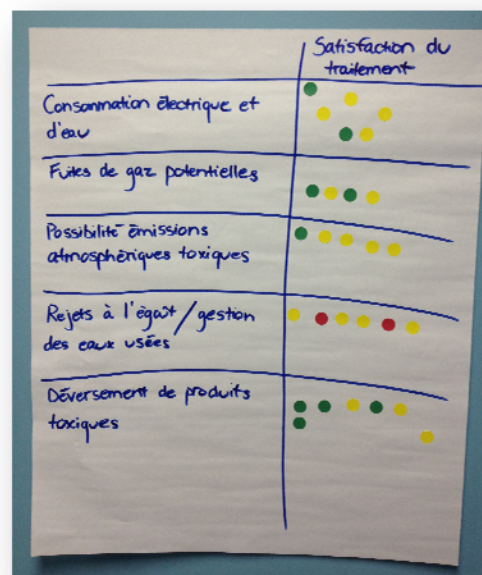 Satisfaction du
traitement
Consommation électrique et
d'eau
Fuites de gaz potentielles
Possibilité émissions
atmosphériques toxiques
Rejets à l'égout/gestion
des eaux usées
Déversement de produits
toxiques